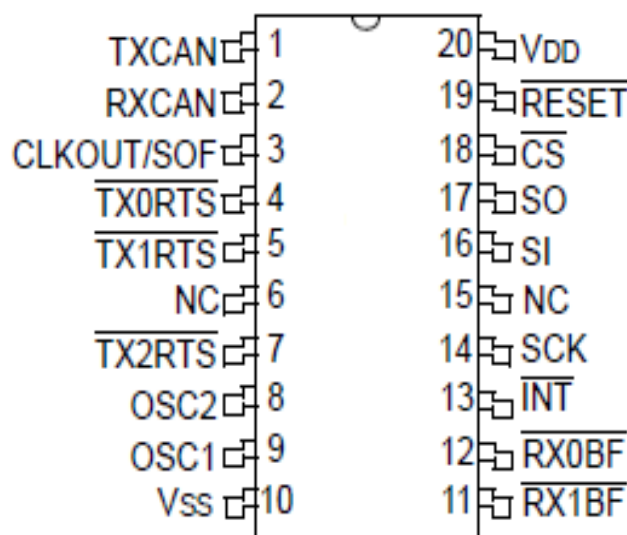 TXCAN 1 20 VDD
RXCAN 2 19 RESET
CLKOUT/SOF 3 18 CS
TX0RTS 4 17 SO
TX1RTS 5 16 SI
NC 6 15 NC
TX2RTS 7 14 SCK
OSC2 8 13 INT
OSC1 9 12 RX0BF
Vss 10 11 RX1BF